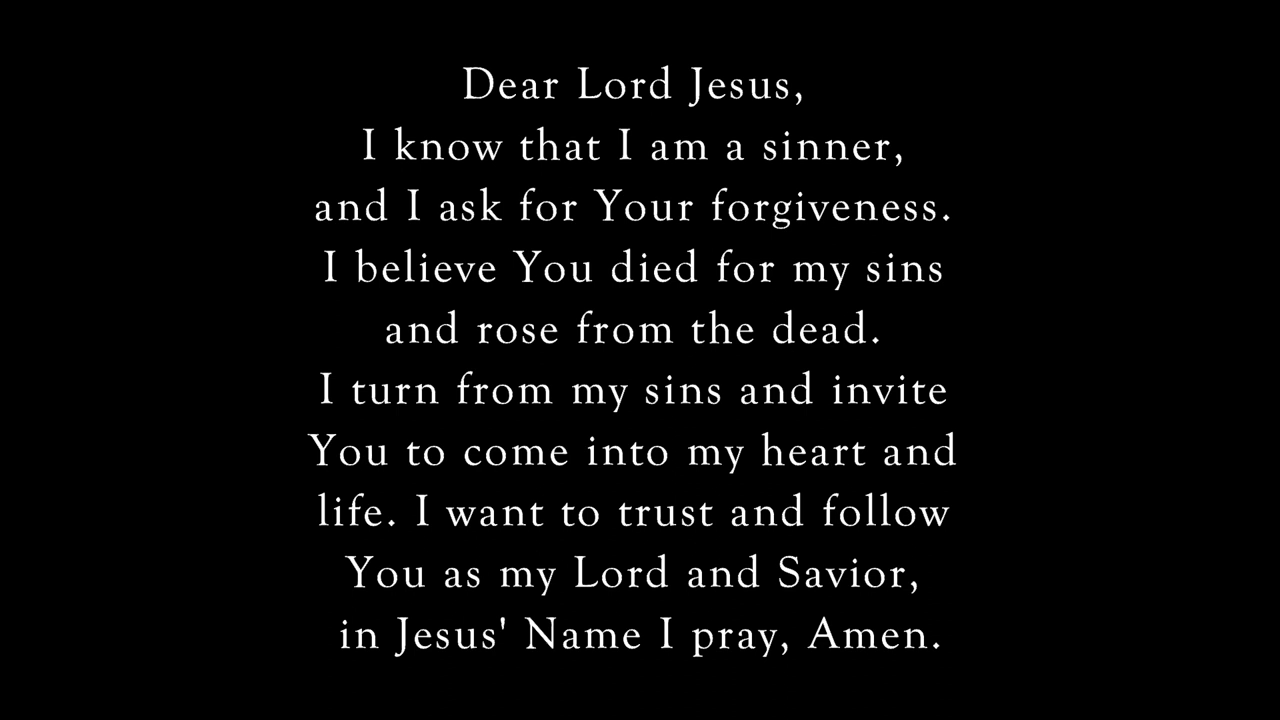 Dear Lord Jesus,
I know that I am a sinner,
and I ask for Your forgiveness.
I believe You died for my sins
and rose from the dead.
I turn from my sins and invite
You to come into my heart and
life. I want to trust and follow
You as my Lord and Savior,
in Jesus' Name I pray, Amen.